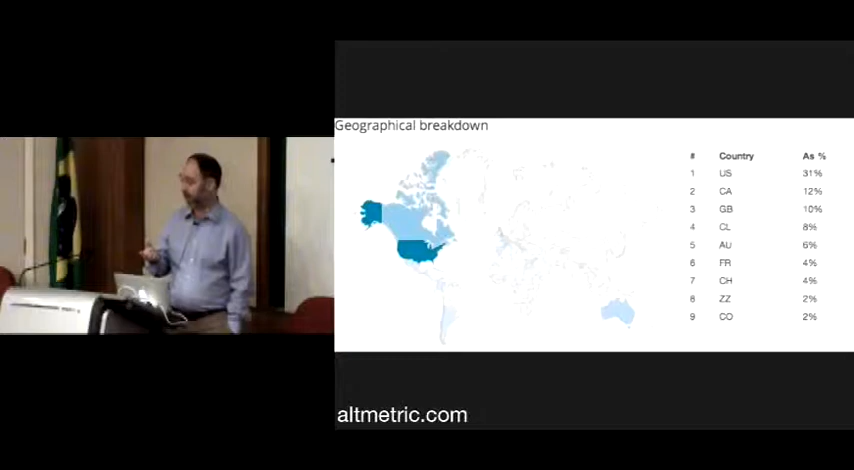 Geographical breakdown
# Country As %
1 US 31%
2 CA 12%
3 GB 10%
4 CL 8%
5 AU 6%
6 FR 4%
7 CH 4%
8 ZZ 2%
9 CO 2%
altmetric.com